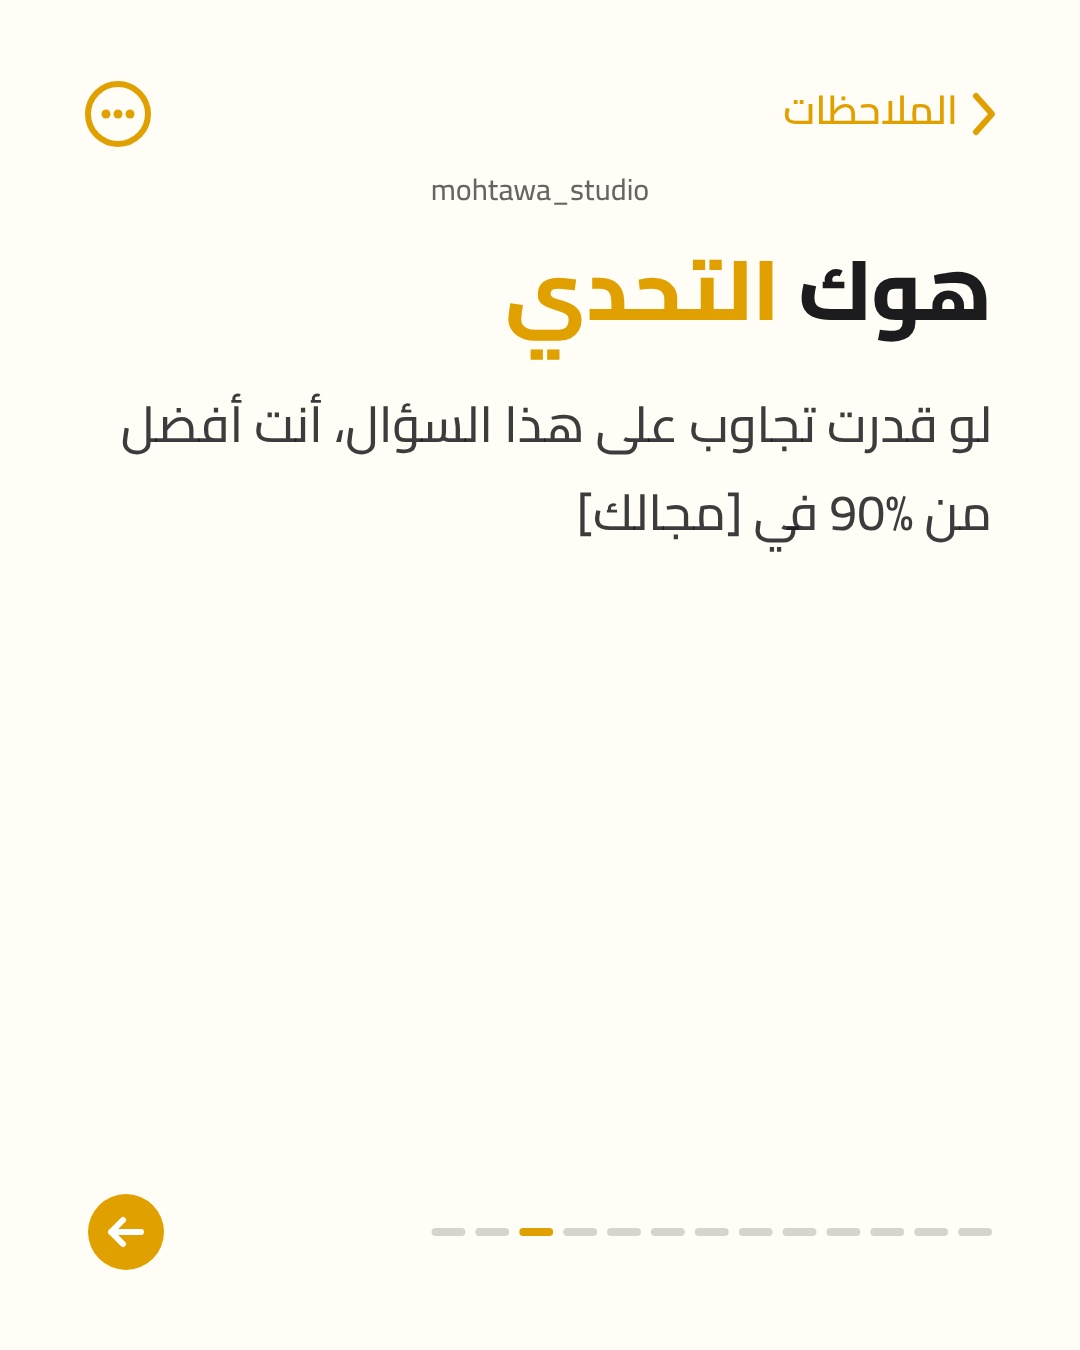 الملاحظات
mohtawa_studio
هوك التحدي
لو قدرت تجاوب على هذا السؤال، أنت أفضل
من 90% في [مجالك]